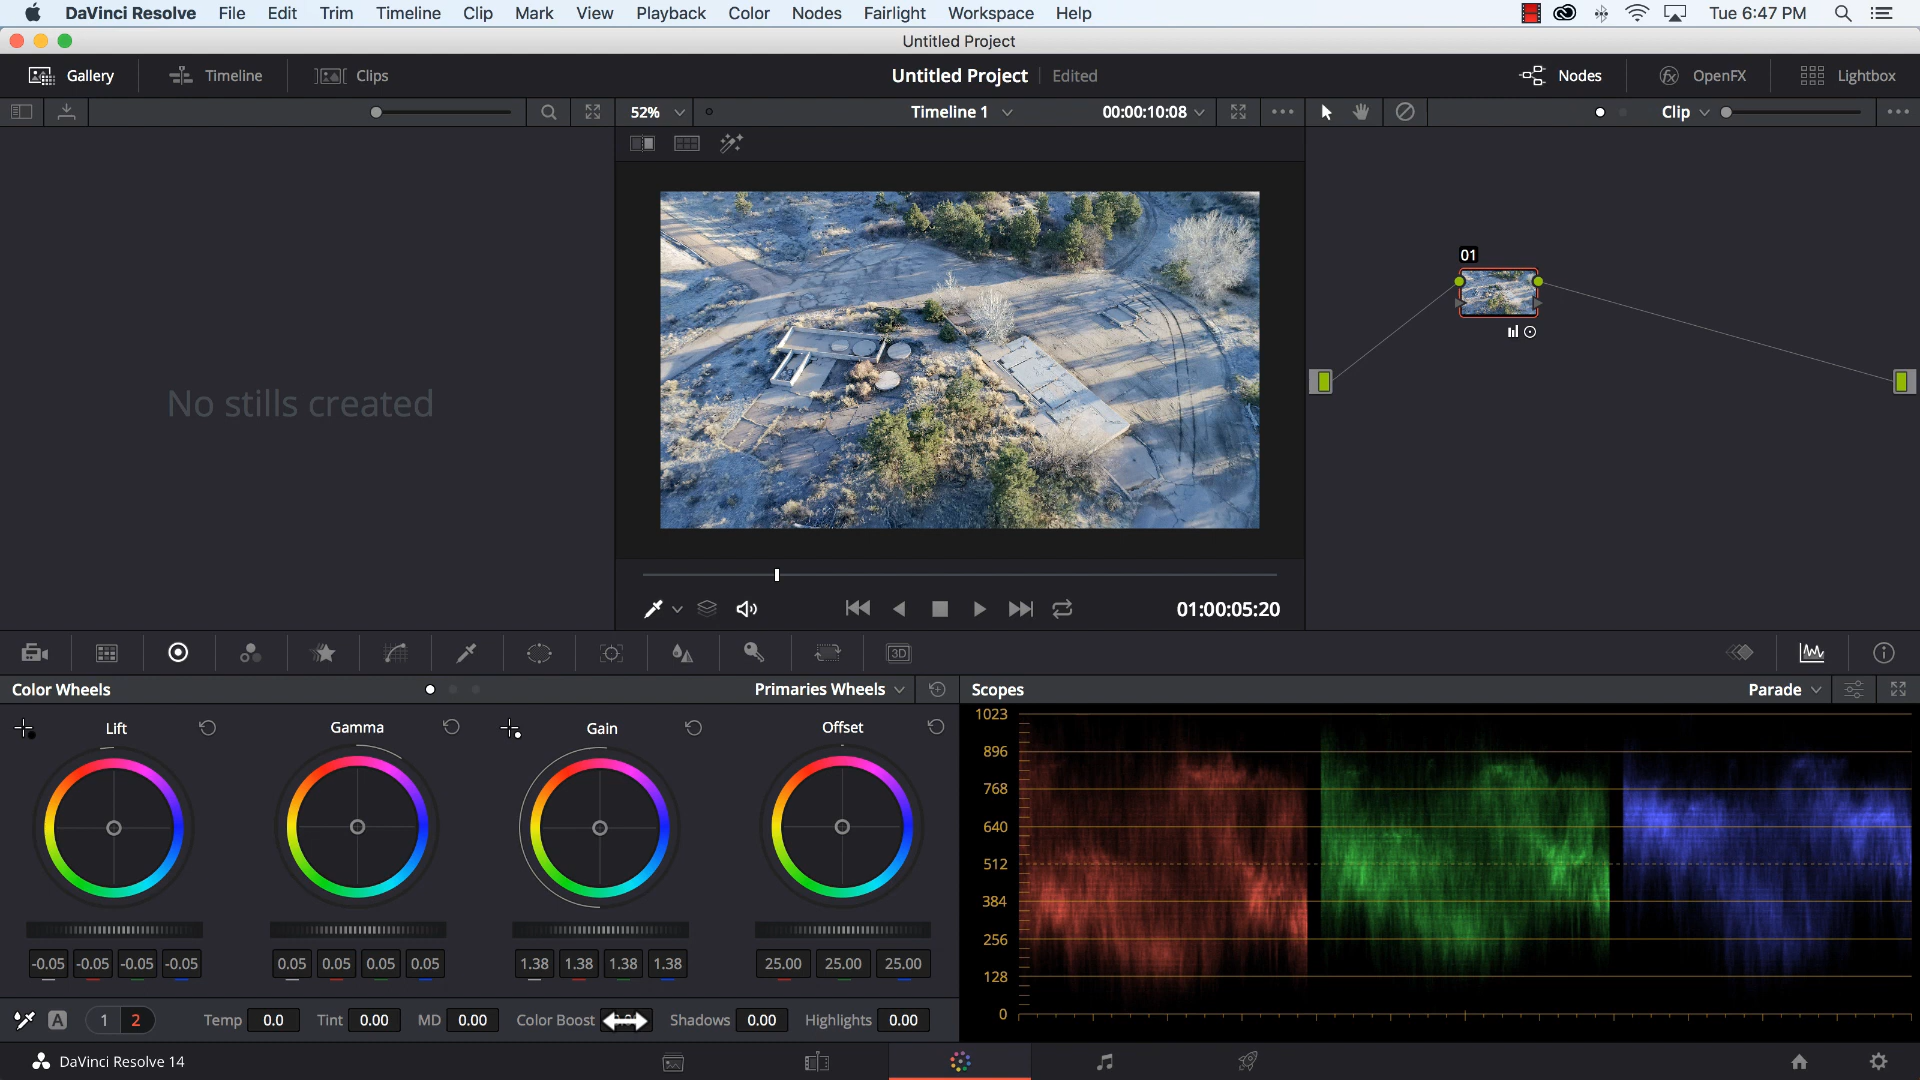 DaVinci Resolve File Edit Trim Timeline Clip Mark View Playback Color Nodes Fairlight Workspace Help Tue 6:47 PM
Untitled Project
Gallery Timeline Clips Untitled Project Edited Nodes OpenFX Lightbox
52% Timeline 1 00:00:10:08 Clip
01
No stills created
01:00:05:20
3D
Color Wheels Primaries Wheels Scopes Parade
Lift Gamma Gain Offset
1023
896
768
640
512
384
256
128
0
-0.05 -0.05 -0.05 -0.05 0.05 0.05 0.05 0.05 1.38 1.38 1.38 1.38 25.00 25.00 25.00
A 1 2 Temp 0.0 Tint 0.00 MD 0.00 Color Boost Shadows 0.00 Highlights 0.00
DaVinci Resolve 14